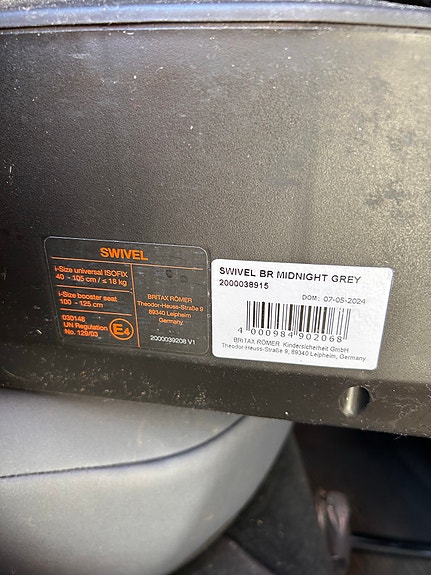 SWIVEL
i-Size universal ISOFIX
40 - 105 cm / ≤ 18 kg
i-Size booster seat
100 - 125 cm
030148
UN Regulation
No. 129/03
E4
BRITAX RÖMER
Theodor-Heuss-Straße 9
89340 Leipheim
Germany
2000039208 V1
SWIVEL BR MIDNIGHT GREY
2000038915
DOM: 07-05-2024
4 000984 902068
BRITAX RÖMER Kindersicherheit GmbH
Theodor-Heuss-Straße 9, 89340 Leipheim, Germany